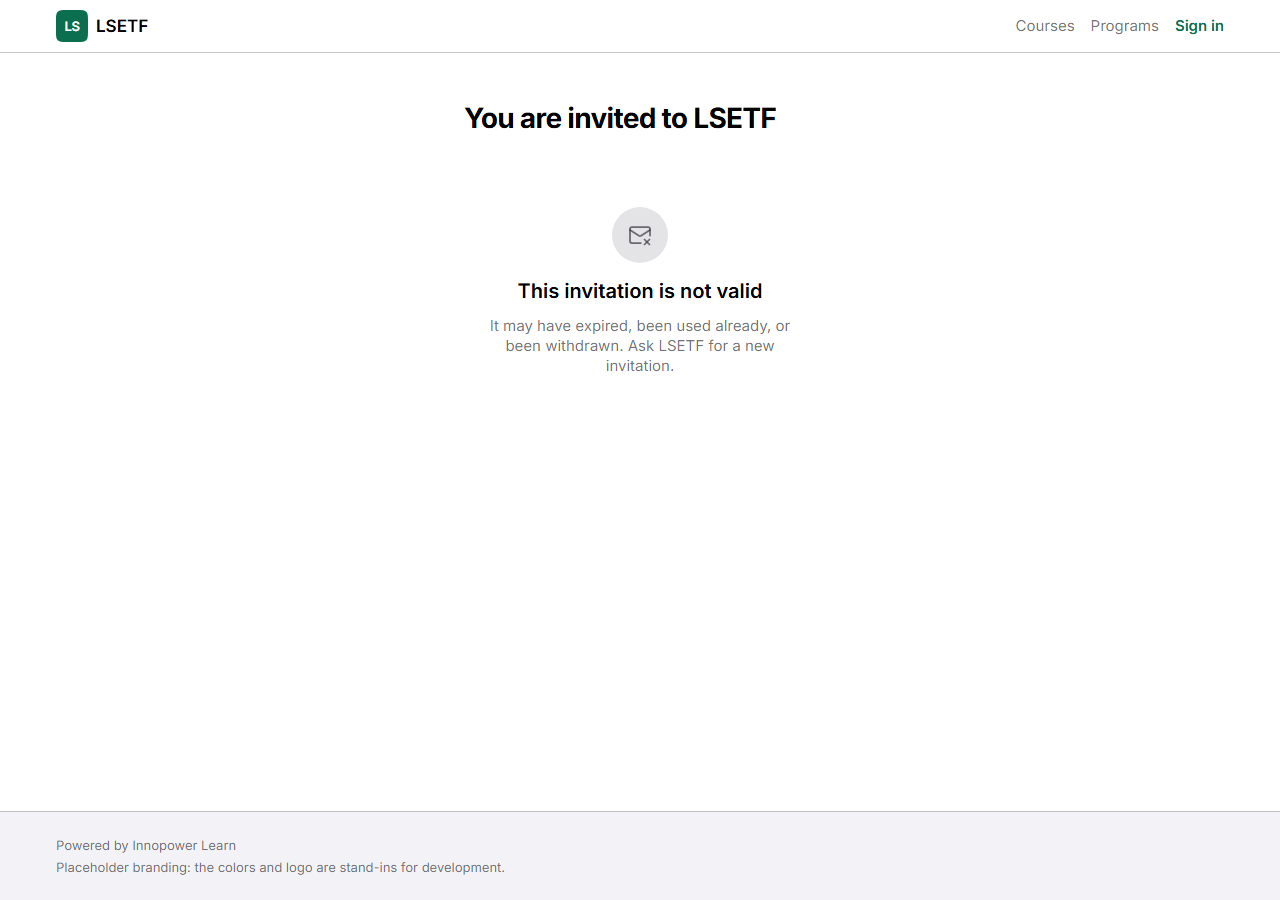 LS LSETF
Courses Programs Sign in
You are invited to LSETF
This invitation is not valid
It may have expired, been used already, or
been withdrawn. Ask LSETF for a new
invitation.
Powered by Innopower Learn
Placeholder branding: the colors and logo are stand-ins for development.